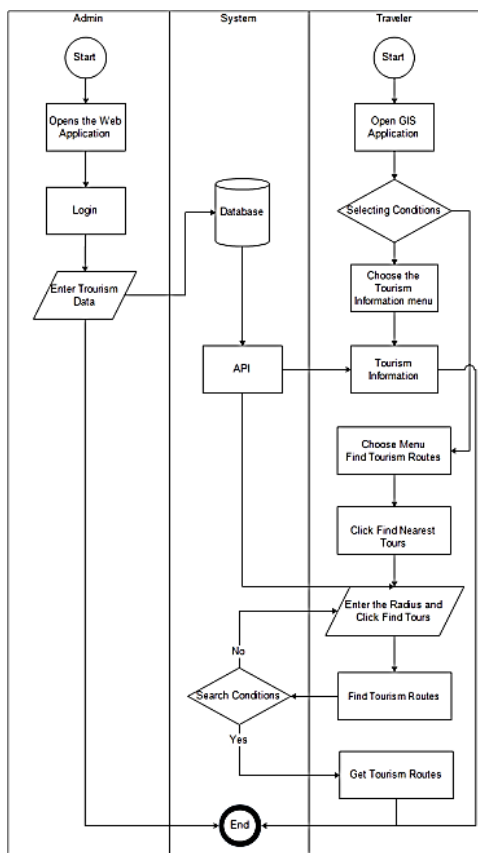 Admin
System
Traveler
Start
Opens the Web
Application
Login
Enter Trourism
Data
Database
API
Start
Open GIS
Application
Selecting Conditions
Choose the
Tourism
Information menu
Tourism
Information
Choose Menu
Find Tourism Routes
Click Find Nearest
Tours
Enter the Radius and
Click Find Tours
No
Search Conditions
Find Tourism Routes
Yes
Get Tourism Routes
End